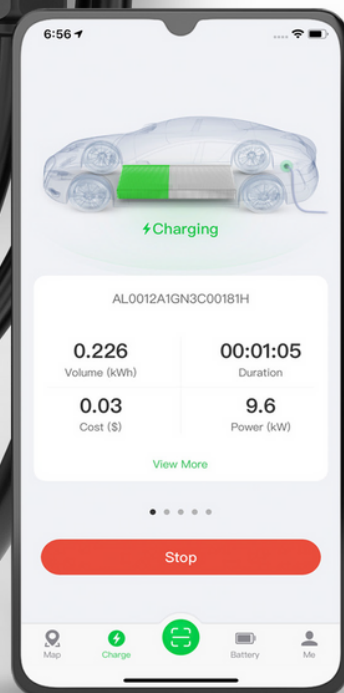 6:56
Charging
AL0012A1GN3C00181H
0.226
Volume (kWh)
00:01:05
Duration
0.03
Cost ($)
9.6
Power (kW)
View More
Stop
Map
Charge
Battery
Me